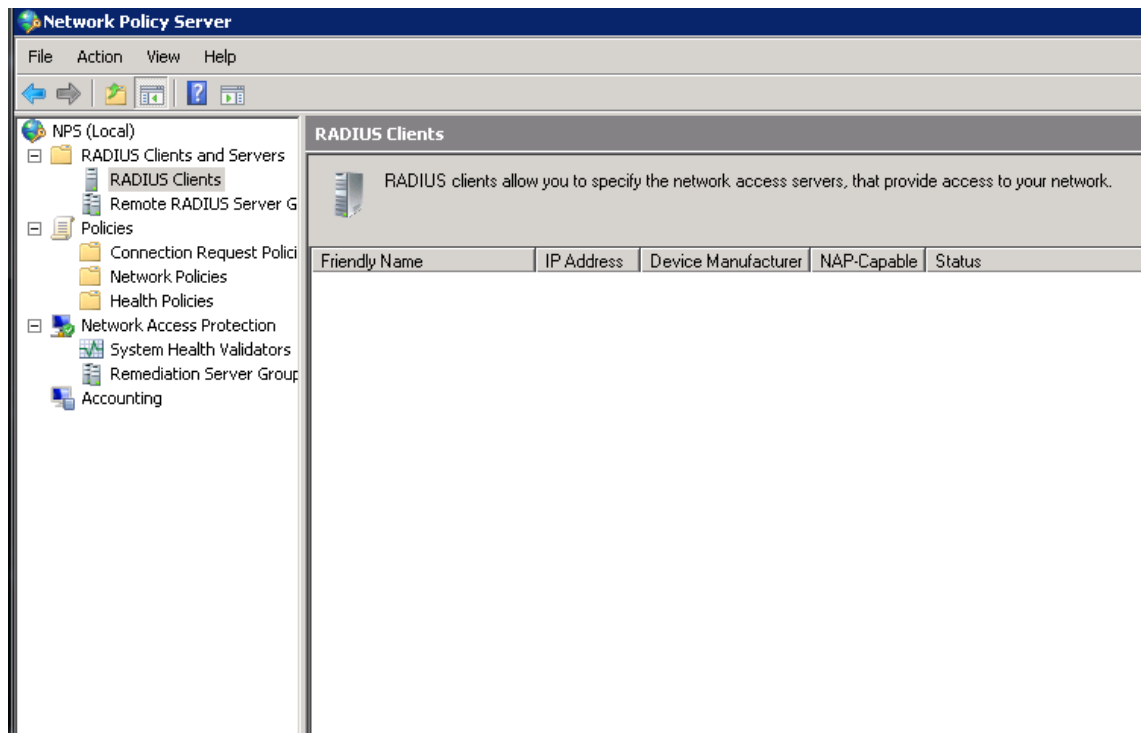 Network Policy Server
File Action View Help
NPS (Local)
RADIUS Clients and Servers
RADIUS Clients
Remote RADIUS Server G
Policies
Connection Request Polici
Network Policies
Health Policies
Network Access Protection
System Health Validators
Remediation Server Group
Accounting
RADIUS Clients
RADIUS clients allow you to specify the network access servers, that provide access to your network.
Friendly Name IP Address Device Manufacturer NAP-Capable Status